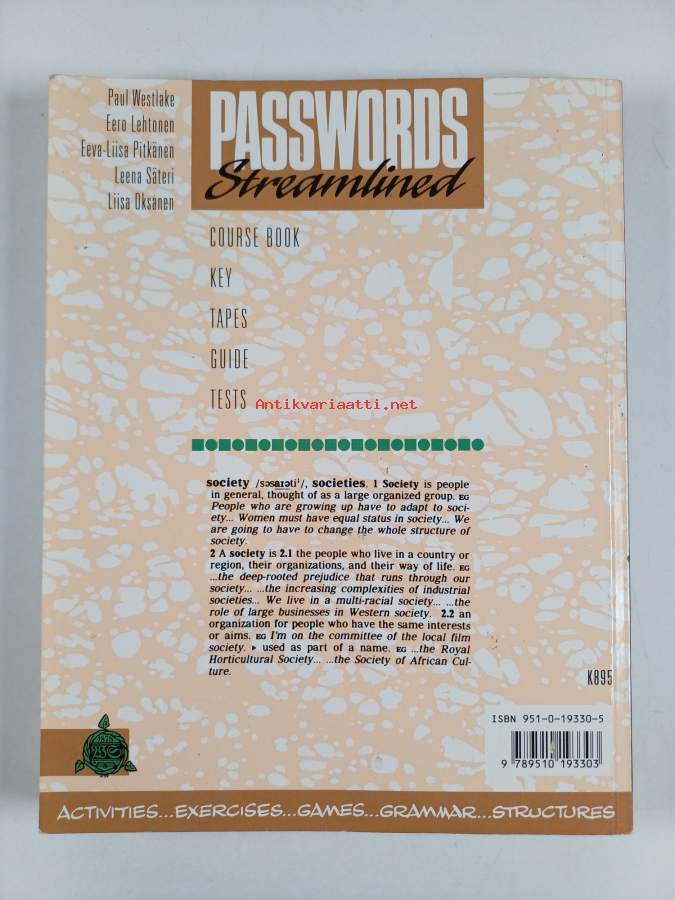 Paul Westlake
Eero Lehtonen
Eeva-Liisa Pitkänen
Leena Säteri
Liisa Oksanen
PASSWORDS
Streamlined
COURSE BOOK
KEY
TAPES
GUIDE
TESTS
Antikvariaatti.net
society /səsaɪəti¹/, societies. 1 Society is people
in general, thought of as a large organized group. EG
People who are growing up have to adapt to soci-
ety... Women must have equal status in society... We
are going to have to change the whole structure of
society.
2 A society is 2.1 the people who live in a country or
region, their organizations, and their way of life. EG
...the deep-rooted prejudice that runs through our
society... ...the increasing complexities of industrial
societies... We live in a multi-racial society... ...the
role of large businesses in Western society. 2.2 an
organization for people who have the same interests
or aims. EG I'm on the committee of the local film
society. ▸ used as part of a name. EG ...the Royal
Horticultural Society... ...the Society of African Cul-
ture.
K895
ISBN 951-0-19330-5
9 789510 193303
WS
ACTIVITIES...EXERCISES...GAMES...GRAMMAR...STRUCTURES